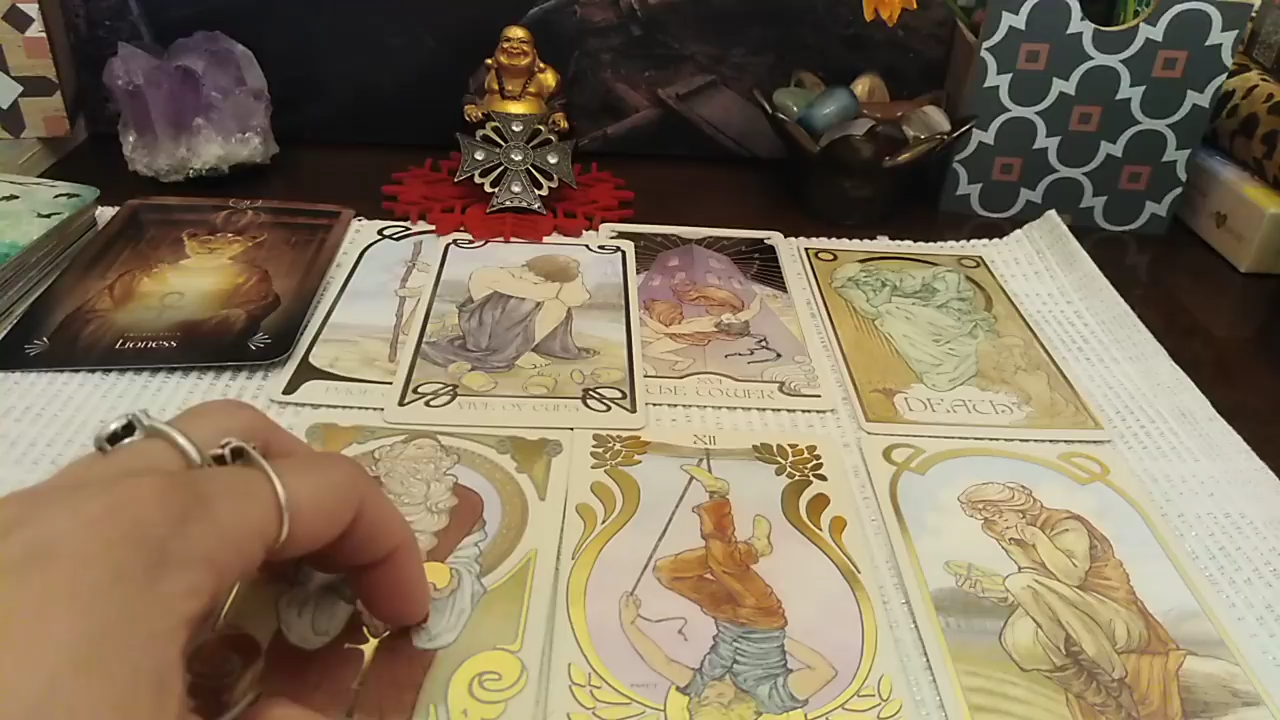 Lioness
FIVE OF CUPS
XVI
THE TOWER
DEATH
XII